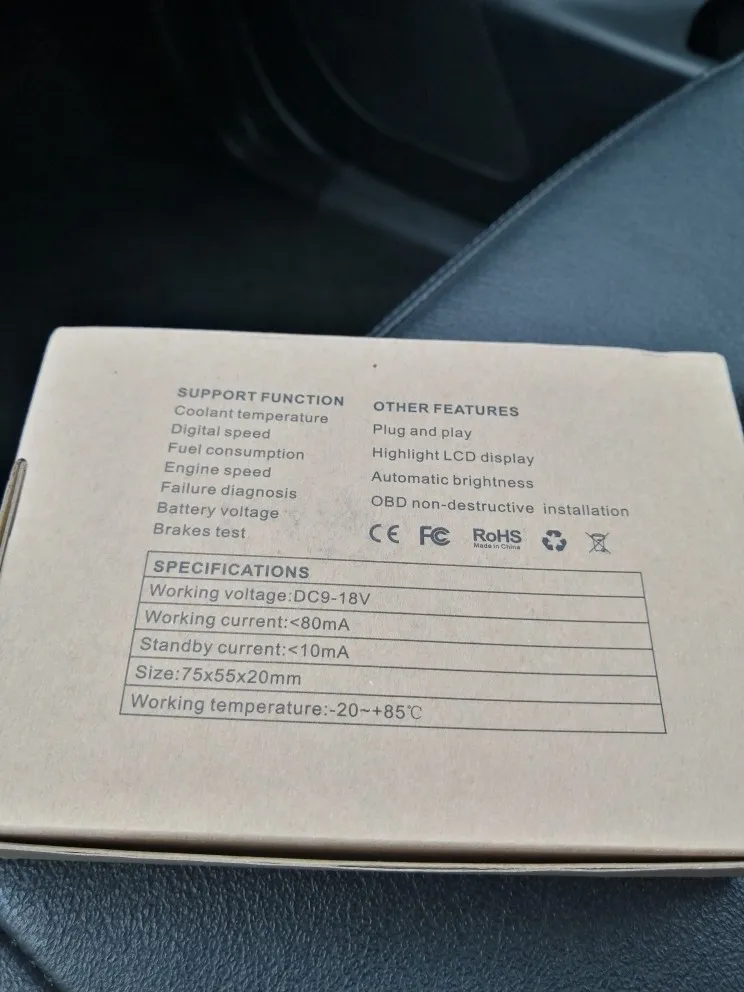 SUPPORT FUNCTION
Coolant temperature
Digital speed
Fuel consumption
Engine speed
Failure diagnosis
Battery voltage
Brakes test
OTHER FEATURES
Plug and play
Highlight LCD display
Automatic brightness
OBD non-destructive installation
CE FC RoHS
Made in China
SPECIFICATIONS
Working voltage:DC9-18V
Working current:<80mA
Standby current:<10mA
Size:75x55x20mm
Working temperature:-20~+85℃